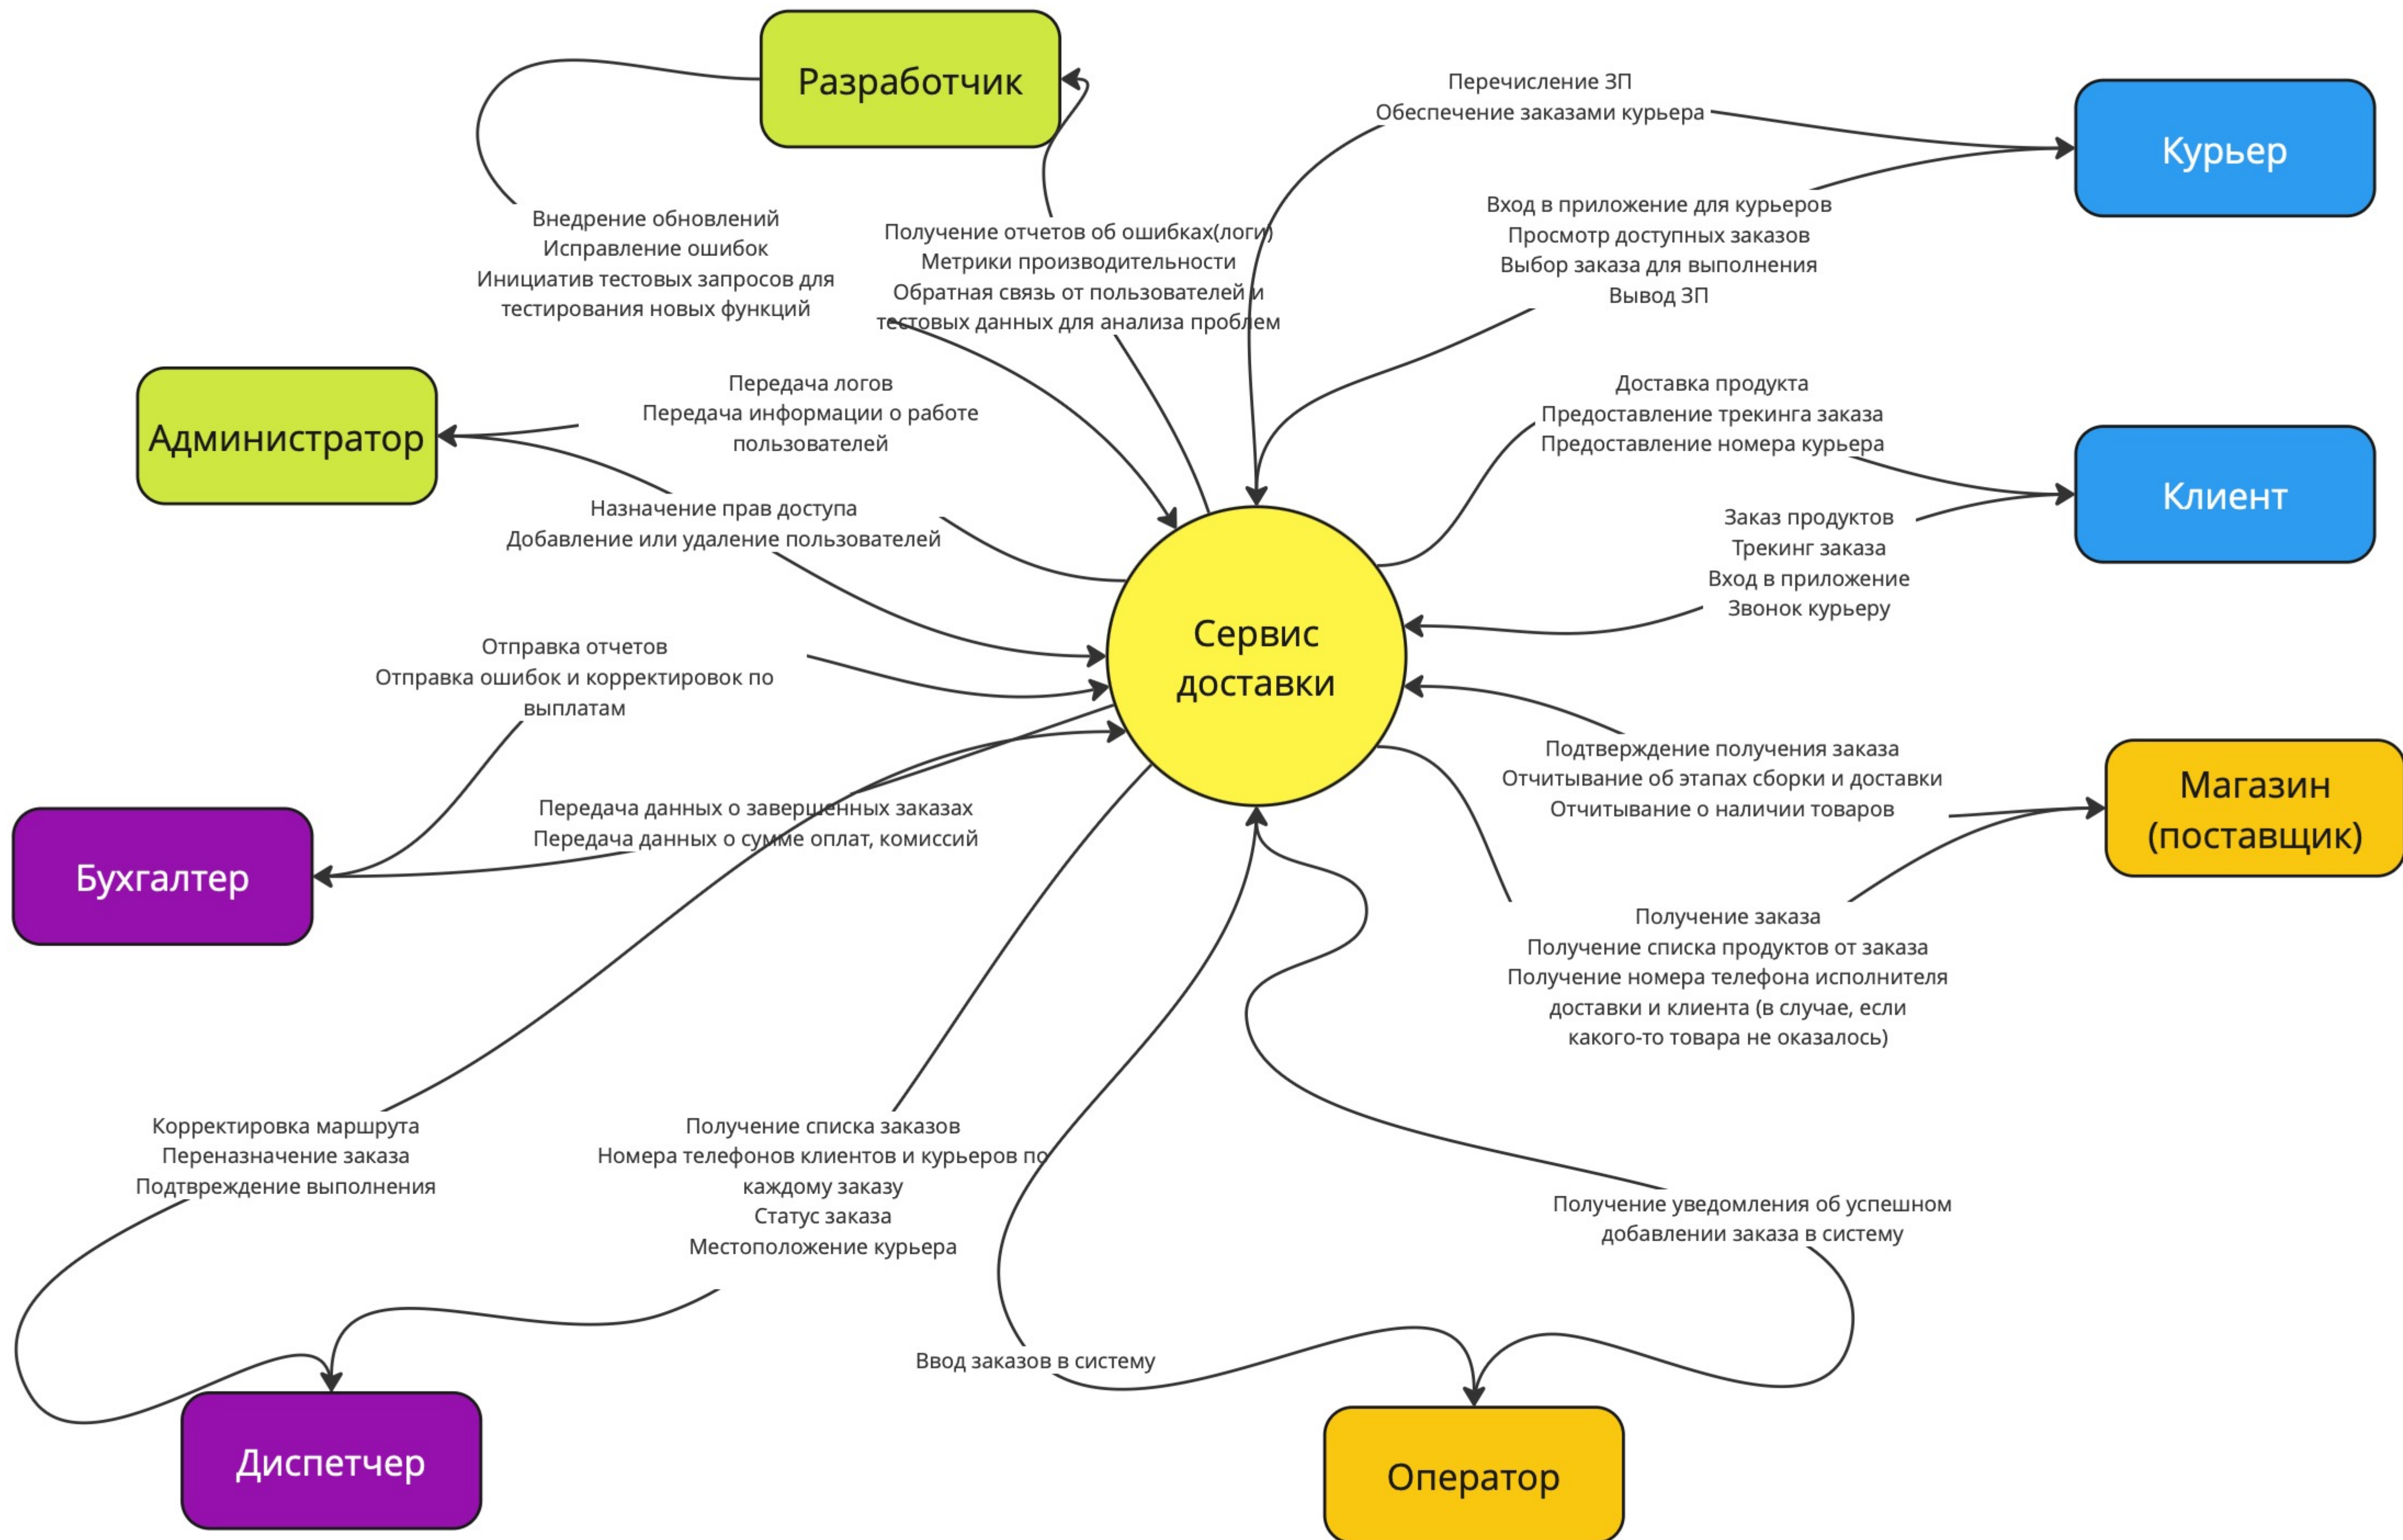 Разработчик
Перечисление ЗП
Обеспечение заказами курьера
Курьер
Внедрение обновлений
Исправление ошибок
Инициатив тестовых запросов для
тестирования новых функций
Получение отчетов об ошибках(логи)
Метрики производительности
Обратная связь от пользователей и
тестовых данных для анализа проблем
Вход в приложение для курьеров
Просмотр доступных заказов
Выбор заказа для выполнения
Вывод ЗП
Администратор
Передача логов
Передача информации о работе
пользователей
Доставка продукта
Предоставление трекинга заказа
Предоставление номера курьера
Клиент
Назначение прав доступа
Добавление или удаление пользователей
Заказ продуктов
Трекинг заказа
Вход в приложение
Звонок курьеру
Сервис
доставки
Отправка отчетов
Отправка ошибок и корректировок по
выплатам
Подтверждение получения заказа
Отчитывание об этапах сборки и доставки
Отчитывание о наличии товаров
Магазин
(поставщик)
Бухгалтер
Передача данных о завершенных заказах
Передача данных о сумме оплат, комиссий
Получение заказа
Получение списка продуктов от заказа
Получение номера телефона исполнителя
доставки и клиента (в случае, если
какого-то товара не оказалось)
Корректировка маршрута
Переназначение заказа
Подтвреждение выполнения
Получение списка заказов
Номера телефонов клиентов и курьеров по
каждому заказу
Статус заказа
Местоположение курьера
Получение уведомления об успешном
добавлении заказа в систему
Ввод заказов в систему
Диспетчер
Оператор